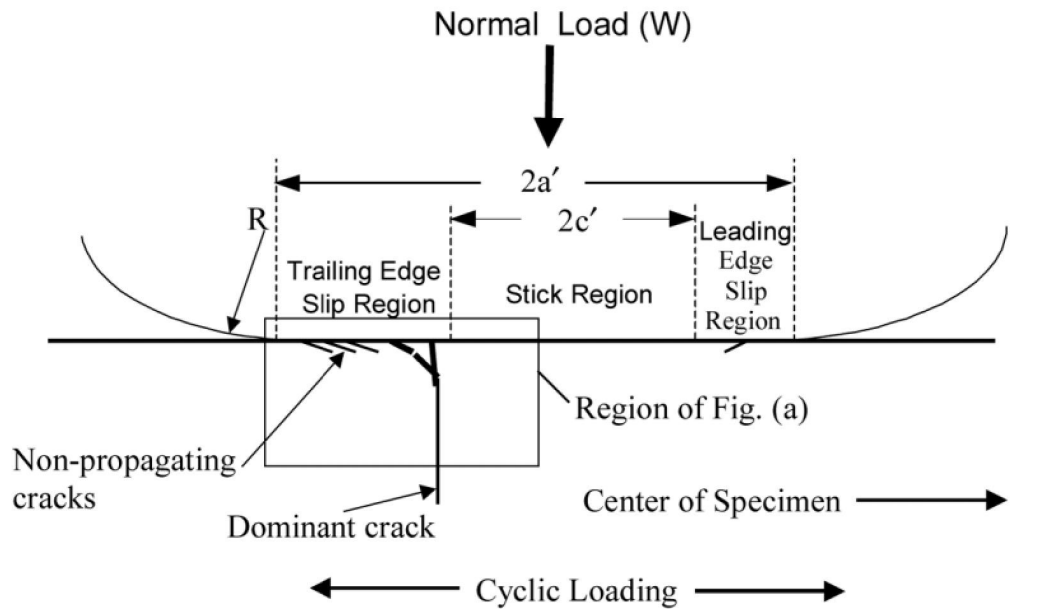 Normal Load (W)
2a′
2c′
R
Leading
Edge
Slip
Region
Trailing Edge
Slip Region
Stick Region
Region of Fig. (a)
Non-propagating
cracks
Dominant crack
Center of Specimen
Cyclic Loading